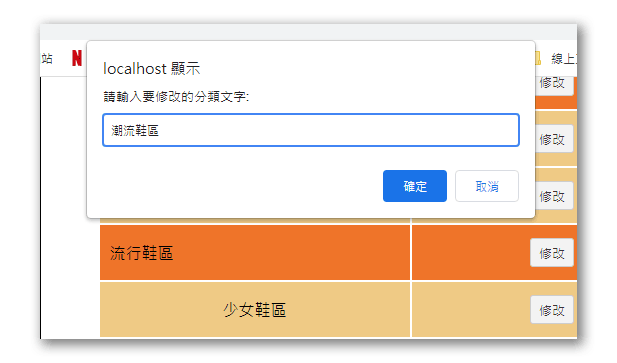 站 N 線上
localhost 顯示
請輸入要修改的分類文字:
潮流鞋區
確定 取消
修改
修改
修改
流行鞋區 修改
少女鞋區 修改